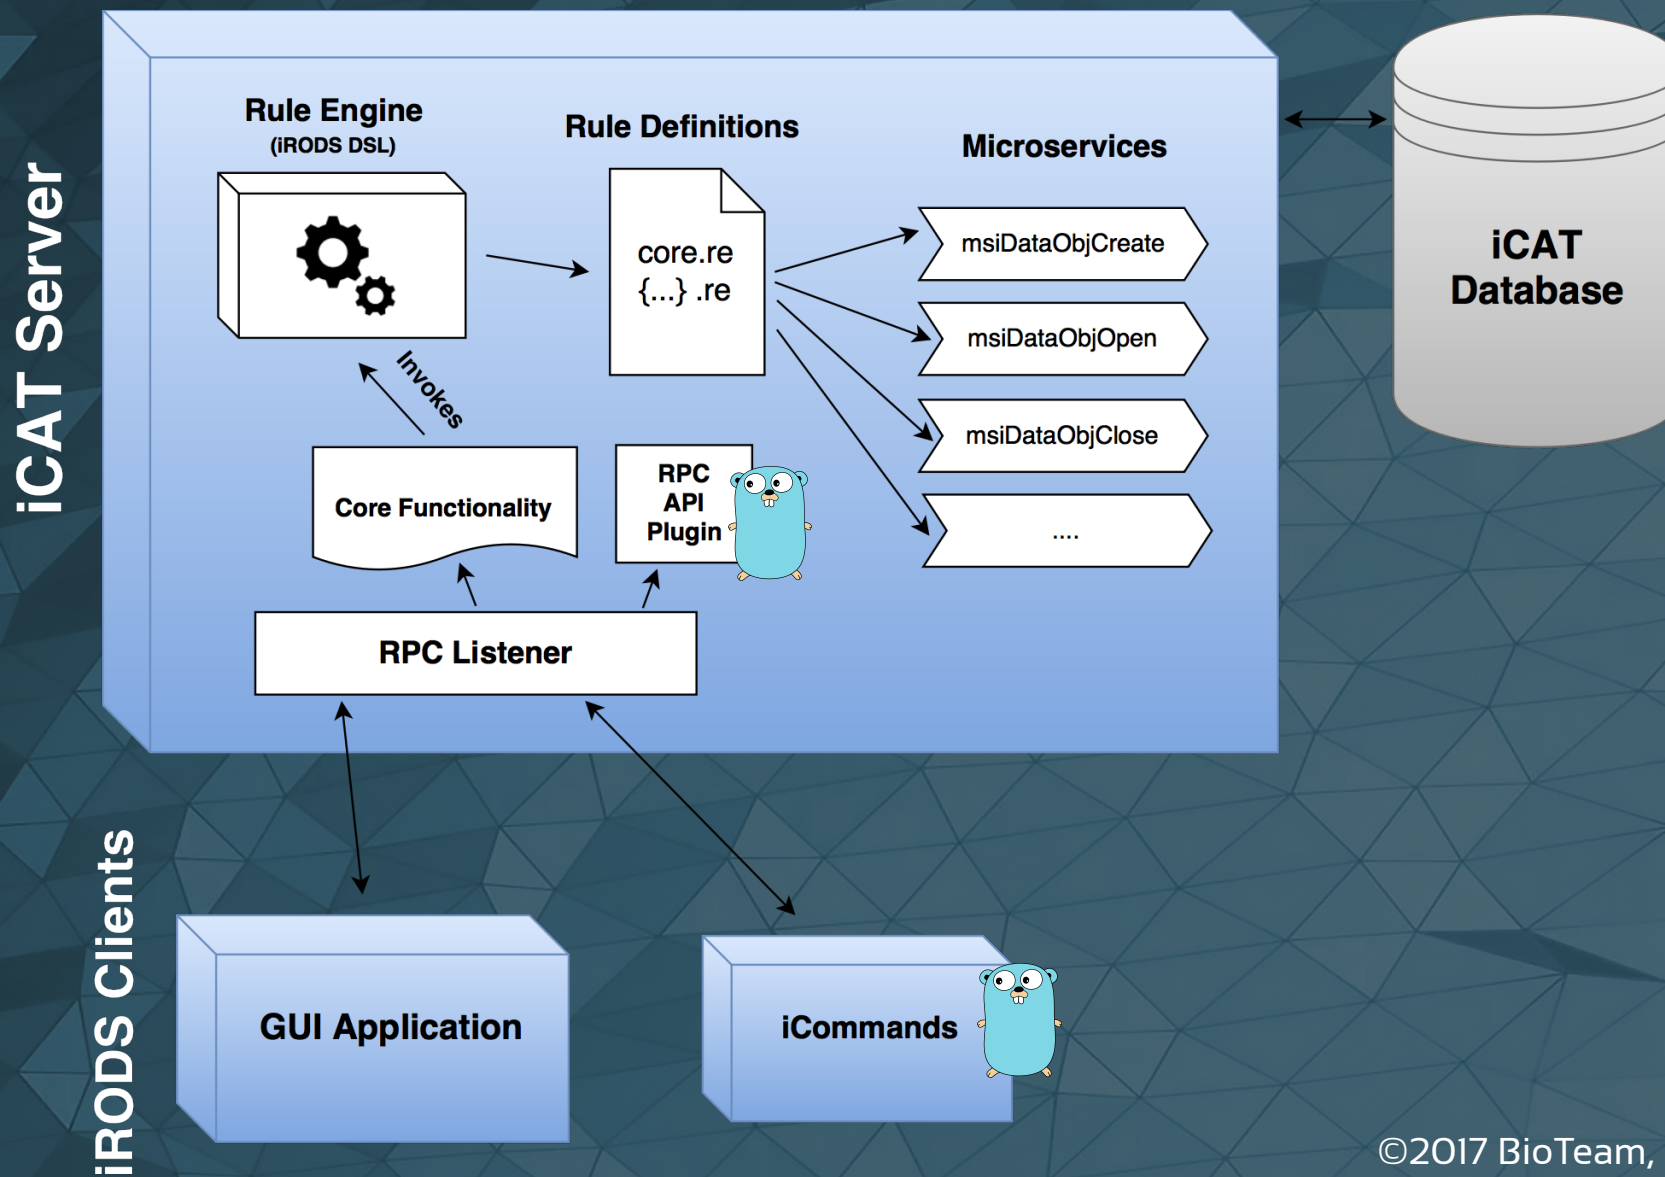 iCAT Server
Rule Engine
(iRODS DSL)
Rule Definitions
core.re
{...} .re
Microservices
msiDataObjCreate
msiDataObjOpen
msiDataObjClose
....
iCAT
Database
Invokes
Core Functionality
RPC
API
Plugin
RPC Listener
iRODS Clients
GUI Application
iCommands
©2017 BioTeam,